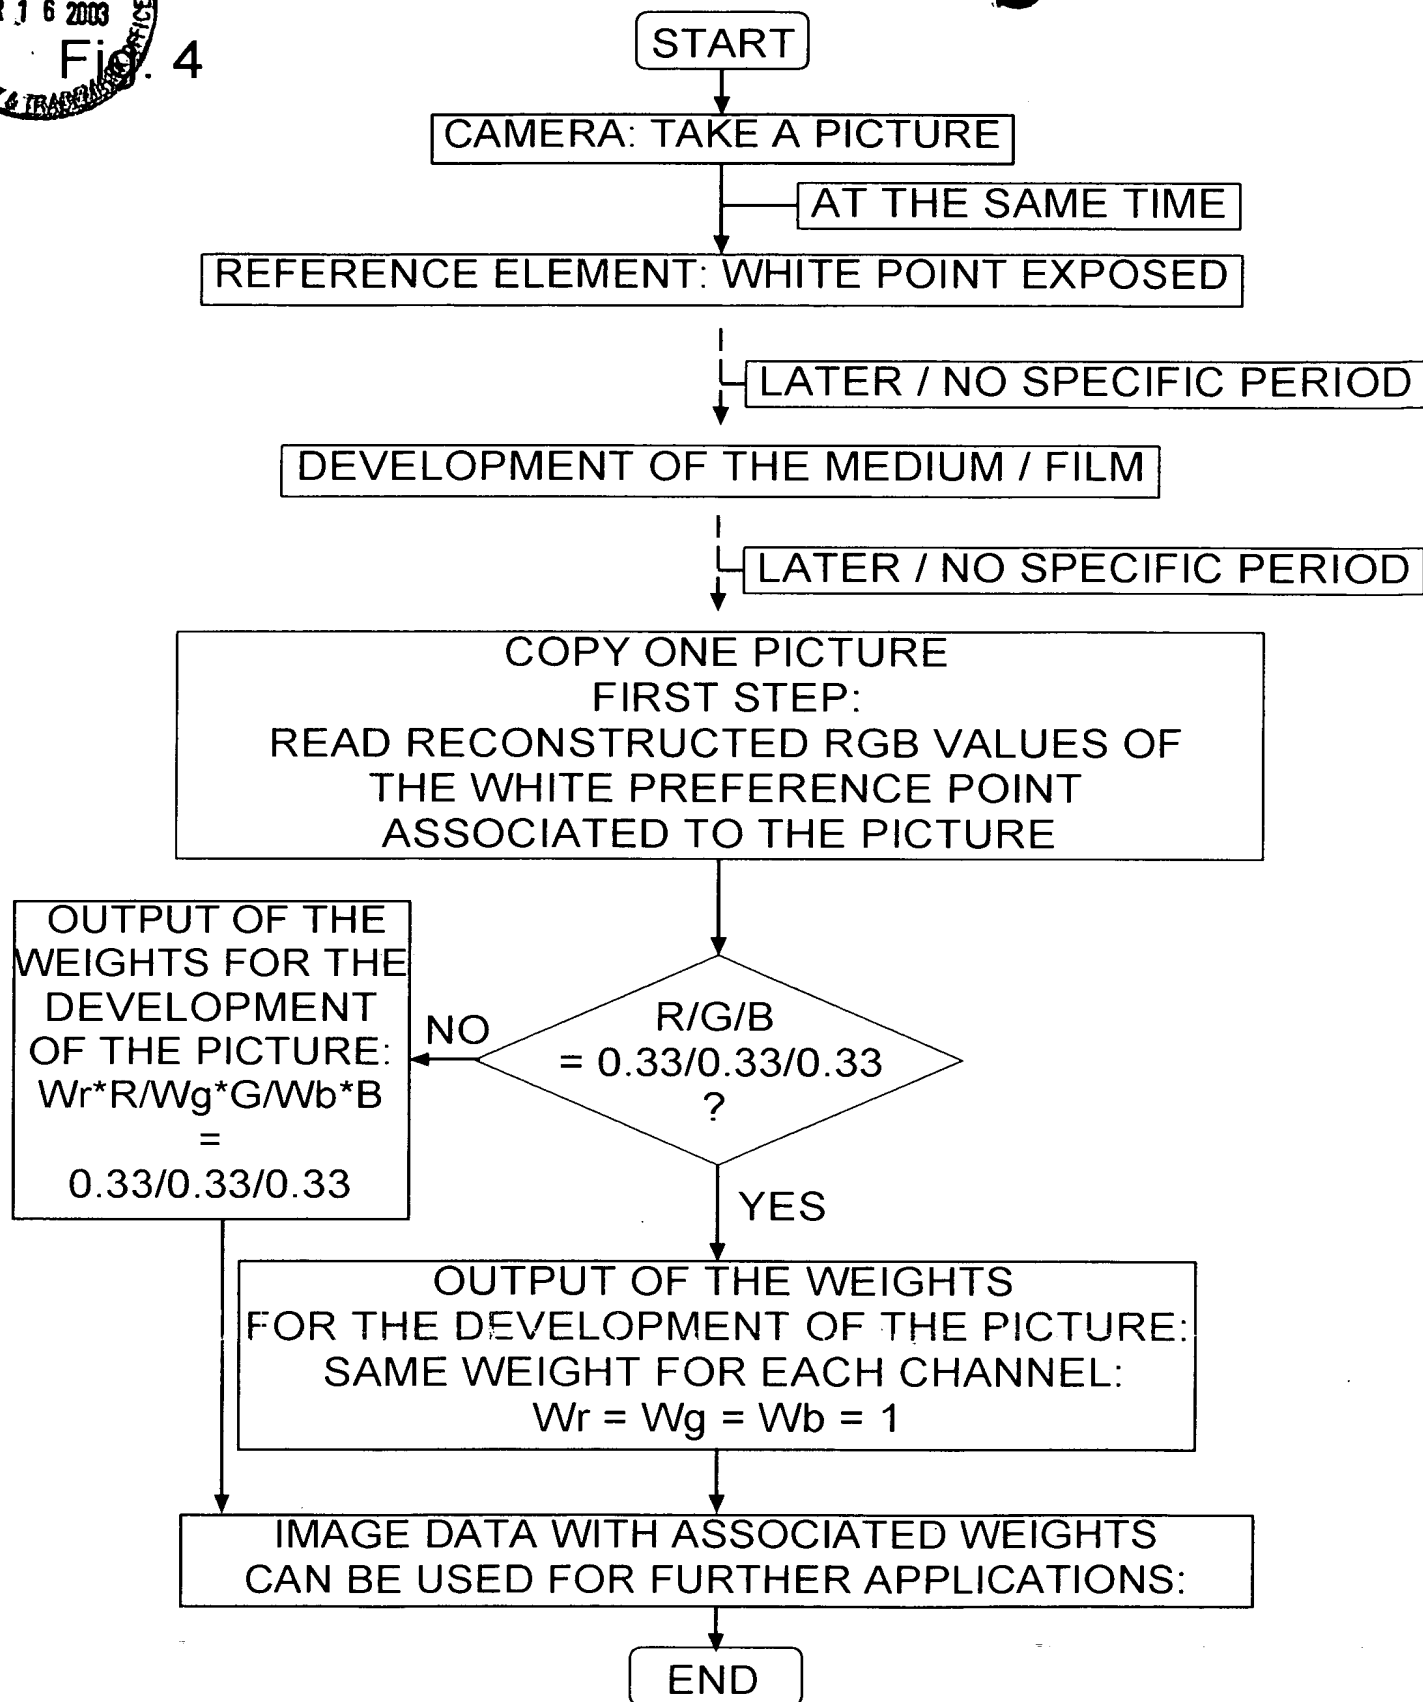 R 1 6 2003
OFFICE
& TRADEMARK
Fig. 4
START
CAMERA: TAKE A PICTURE
AT THE SAME TIME
REFERENCE ELEMENT: WHITE POINT EXPOSED
LATER / NO SPECIFIC PERIOD
DEVELOPMENT OF THE MEDIUM / FILM
LATER / NO SPECIFIC PERIOD
COPY ONE PICTURE
FIRST STEP:
READ RECONSTRUCTED RGB VALUES OF
THE WHITE PREFERENCE POINT
ASSOCIATED TO THE PICTURE
OUTPUT OF THE
WEIGHTS FOR THE
DEVELOPMENT
OF THE PICTURE:
Wr*R/Wg*G/Wb*B
=
0.33/0.33/0.33
NO
R/G/B
= 0.33/0.33/0.33
?
YES
OUTPUT OF THE WEIGHTS
FOR THE DEVELOPMENT OF THE PICTURE:
SAME WEIGHT FOR EACH CHANNEL:
Wr = Wg = Wb = 1
IMAGE DATA WITH ASSOCIATED WEIGHTS
CAN BE USED FOR FURTHER APPLICATIONS:
END